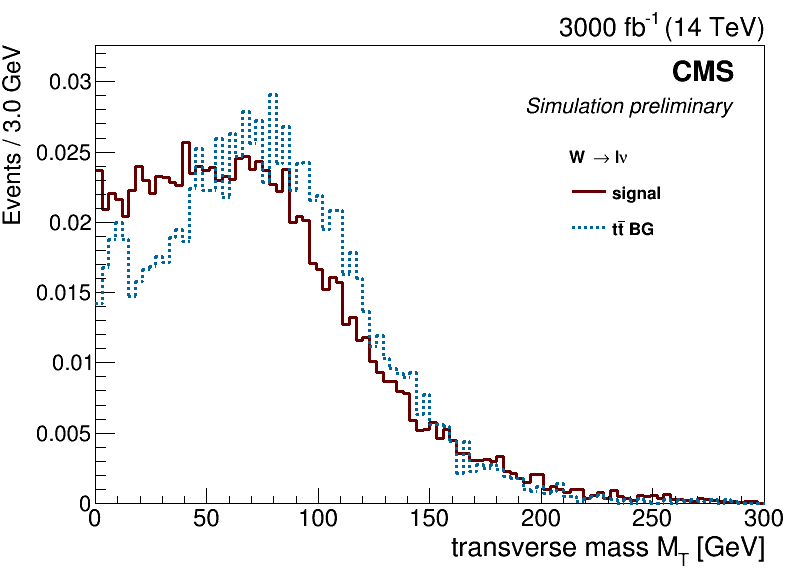 3000 fb⁻¹ (14 TeV)
Events / 3.0 GeV
CMS
Simulation preliminary
W → lν
signal
tt̄ BG
0.03
0.025
0.02
0.015
0.01
0.005
0
0 50 100 150 200 250 300
transverse mass M_T [GeV]